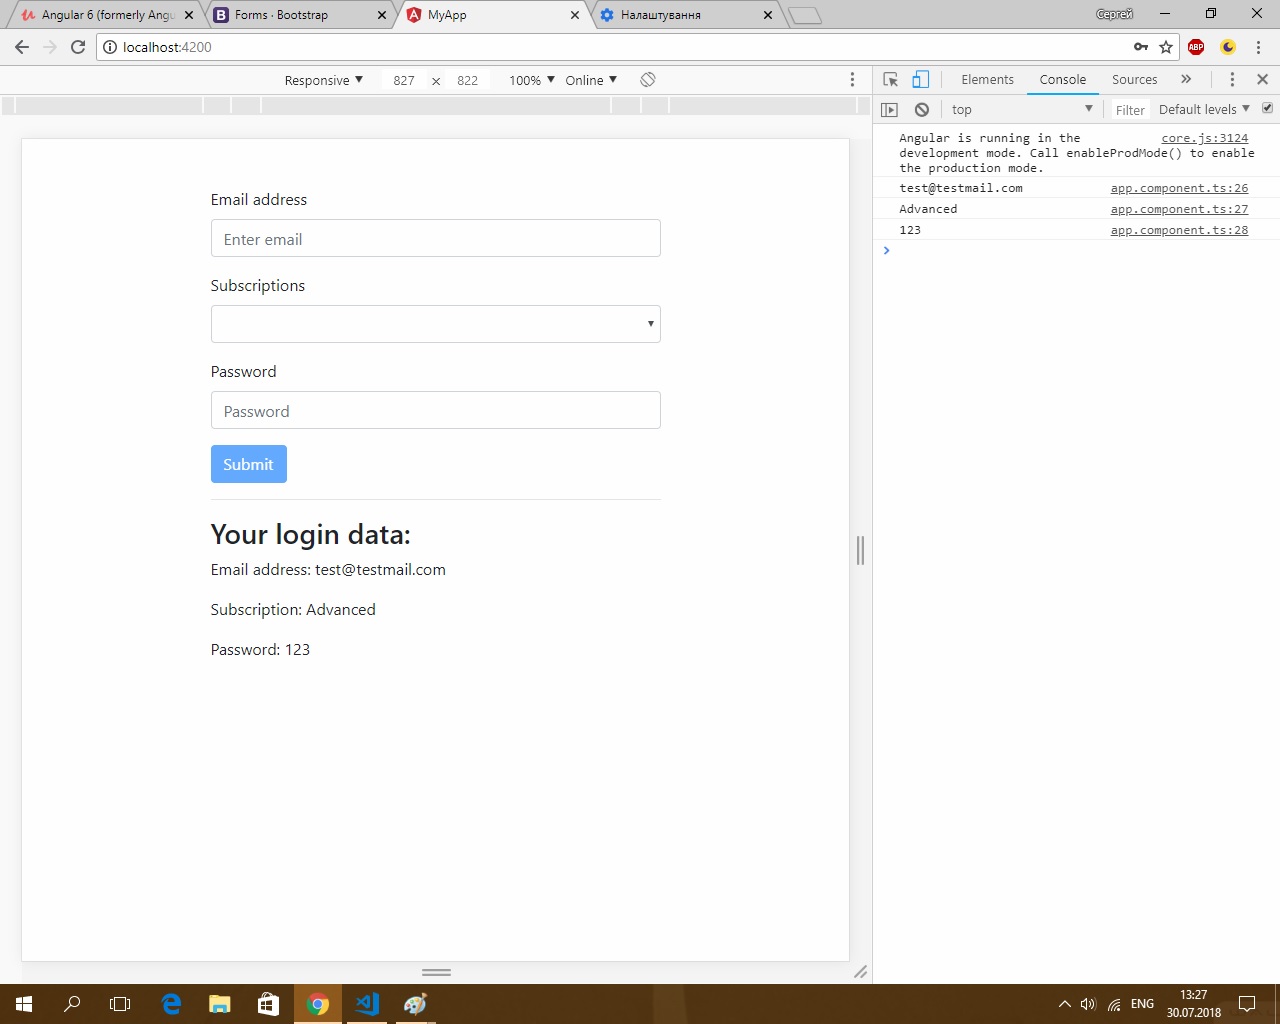 Angular 6 (formerly Angu
Forms · Bootstrap
MyApp
Налаштування
Сергей
localhost:4200
ABP
Responsive
827 x 822
100%
Online
Elements
Console
Sources
top
Filter
Default levels
Angular is running in the core.js:3124
development mode. Call enableProdMode() to enable
the production mode.
test@testmail.com app.component.ts:26
Advanced app.component.ts:27
123 app.component.ts:28
Email address
Enter email
Subscriptions
Password
Password
Submit
Your login data:
Email address: test@testmail.com
Subscription: Advanced
Password: 123
ENG
13:27
30.07.2018